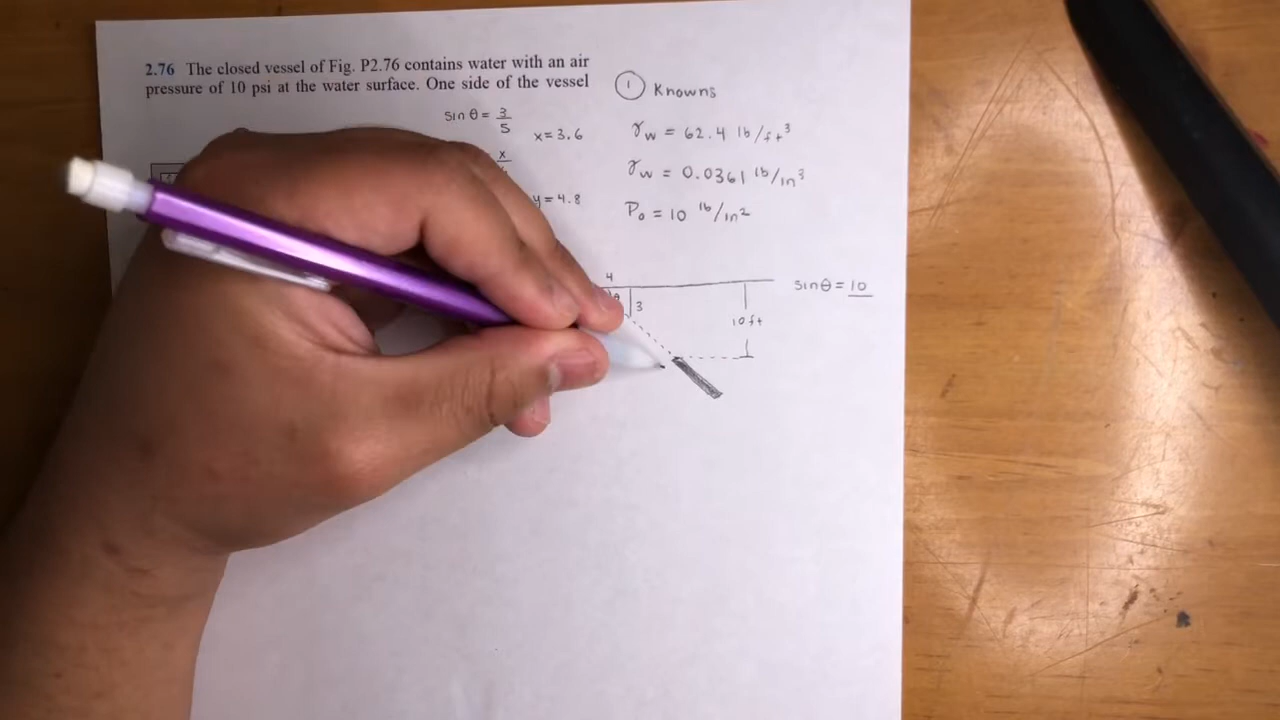 2.76 The closed vessel of Fig. P2.76 contains water with an air
pressure of 10 psi at the water surface. One side of the vessel
sin θ = 3/5
x = 3.6
x
y = 4.8
① Knowns
γw = 62.4 lb/ft³
γw = 0.0361 lb/in³
P₀ = 10 lb/in²
4
θ
3
10 ft
sin θ = 10